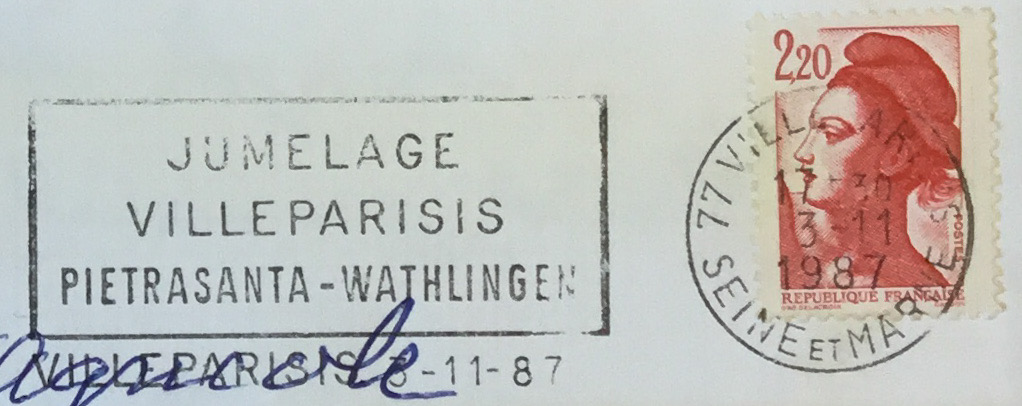 JUMELAGE
VILLEPARISIS
PIETRASANTA-WATHLINGEN
VILLEPARISIS 3-11-87
2,20
POSTES
REPUBLIQUE FRANÇAISE
77 VILLEPARISIS
17-30
3-11
1987
SEINE ET MARNE